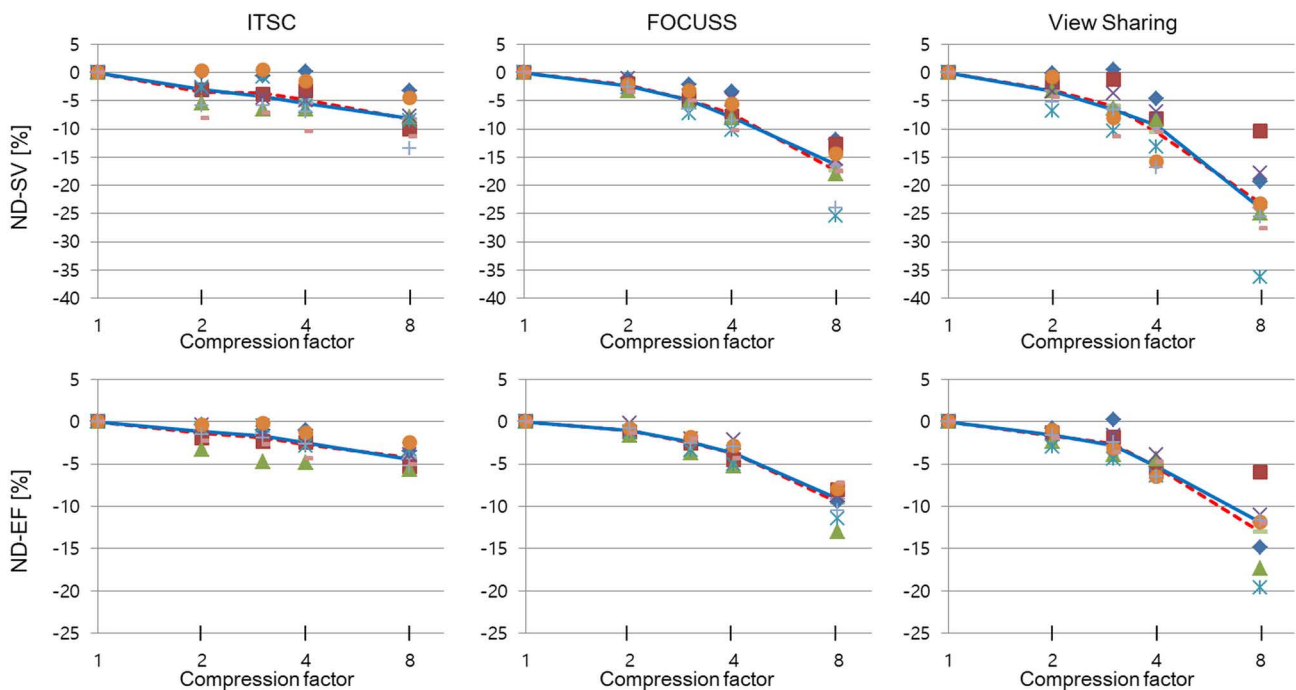 ITSC FOCUSS View Sharing
ND-SV [%]
5 5 5
0 0 0
-5 -5 -5
-10 -10 -10
-15 -15 -15
-20 -20 -20
-25 -25 -25
-30 -30 -30
-35 -35 -35
-40 -40 -40
1 2 4 8 1 2 4 8 1 2 4 8
Compression factor Compression factor Compression factor
ND-EF [%]
5 5 5
0 0 0
-5 -5 -5
-10 -10 -10
-15 -15 -15
-20 -20 -20
-25 -25 -25
1 2 4 8 1 2 4 8 1 2 4 8
Compression factor Compression factor Compression factor